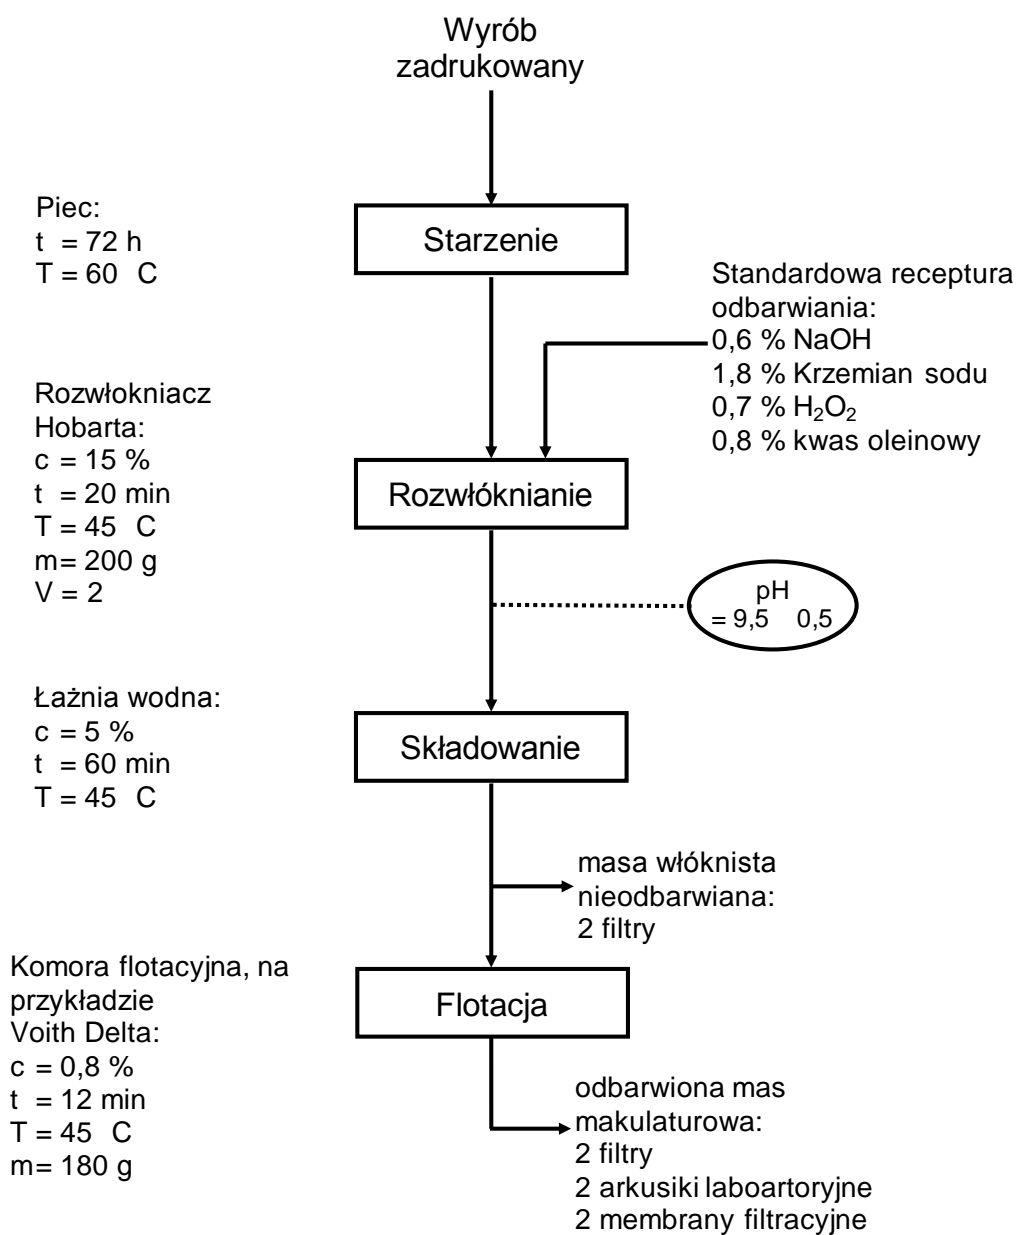 Wyrób
zadrukowany
Piec:
t = 72 h
T = 60 C
Starzenie
Standardowa receptura
odbarwiania:
0,6 % NaOH
1,8 % Krzemian sodu
0,7 % H₂O₂
0,8 % kwas oleinowy
Rozwłokniacz
Hobarta:
c = 15 %
t = 20 min
T = 45 C
m= 200 g
V = 2
Rozwłóknianie
pH
= 9,5 0,5
Łażnia wodna:
c = 5 %
t = 60 min
T = 45 C
Składowanie
masa włóknista
nieodbarwiana:
2 filtry
Komora flotacyjna, na
przykładzie
Voith Delta:
c = 0,8 %
t = 12 min
T = 45 C
m= 180 g
Flotacja
odbarwiona mas
makulaturowa:
2 filtry
2 arkusiki laboartoryjne
2 membrany filtracyjne